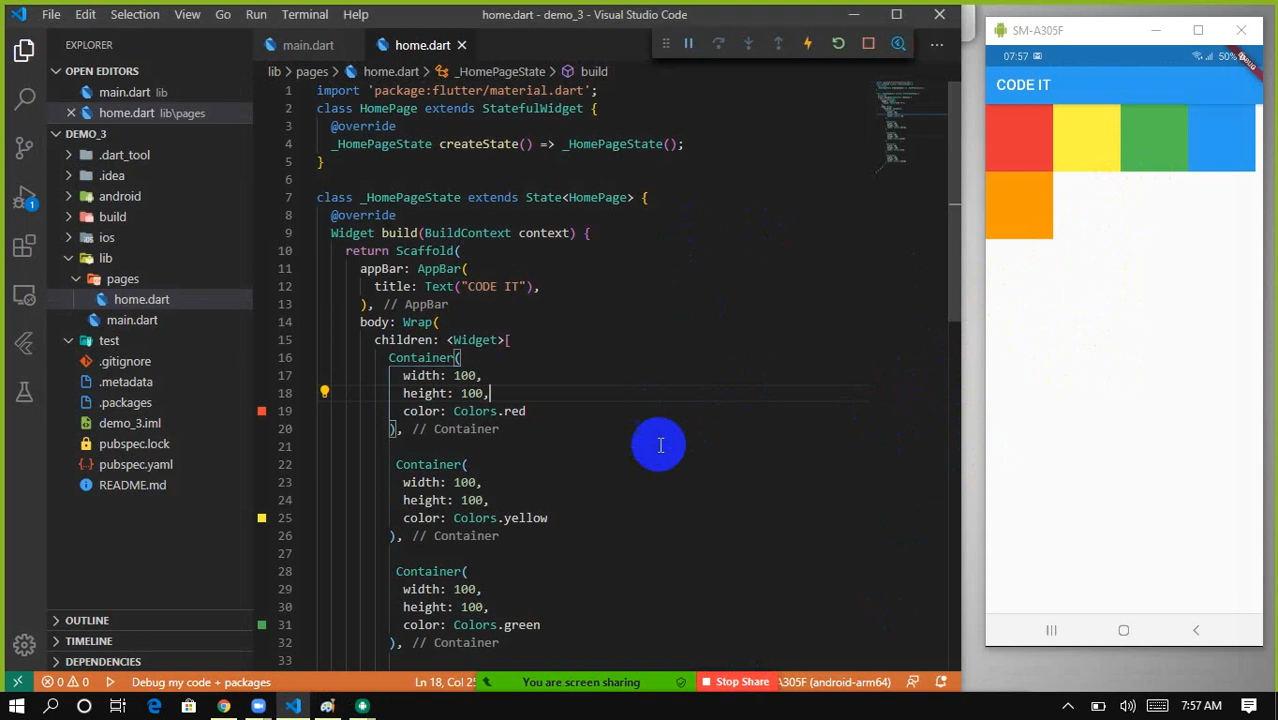 File Edit Selection View Go Run Terminal Help
home.dart - demo_3 - Visual Studio Code
EXPLORER
OPEN EDITORS
main.dart lib
home.dart lib\pages
DEMO_3
.dart_tool
.idea
android
build
ios
lib
pages
home.dart
main.dart
test
.gitignore
.metadata
.packages
demo_3.iml
pubspec.lock
pubspec.yaml
README.md
OUTLINE
TIMELINE
DEPENDENCIES
1
main.dart
home.dart
lib > pages > home.dart > _HomePageState > build
1 import 'package:flutter/material.dart';
2 class HomePage extends StatefulWidget {
3 @override
4 _HomePageState createState() => _HomePageState();
5 }
6
7 class _HomePageState extends State<HomePage> {
8 @override
9 Widget build(BuildContext context) {
10 return Scaffold(
11 appBar: AppBar(
12 title: Text("CODE IT"),
13 ), // AppBar
14 body: Wrap(
15 children: <Widget>[
16 Container(
17 width: 100,
18 height: 100,
19 color: Colors.red
20 ), // Container
21
22 Container(
23 width: 100,
24 height: 100,
25 color: Colors.yellow
26 ), // Container
27
28 Container(
29 width: 100,
30 height: 100,
31 color: Colors.green
32 ), // Container
33
0 0 Debug my code + packages
Ln 18, Col 25
You are screen sharing
Stop Share
A305F (android-arm64)
SM-A305F
07:57
50%
DEBUG
CODE IT
7:57 AM